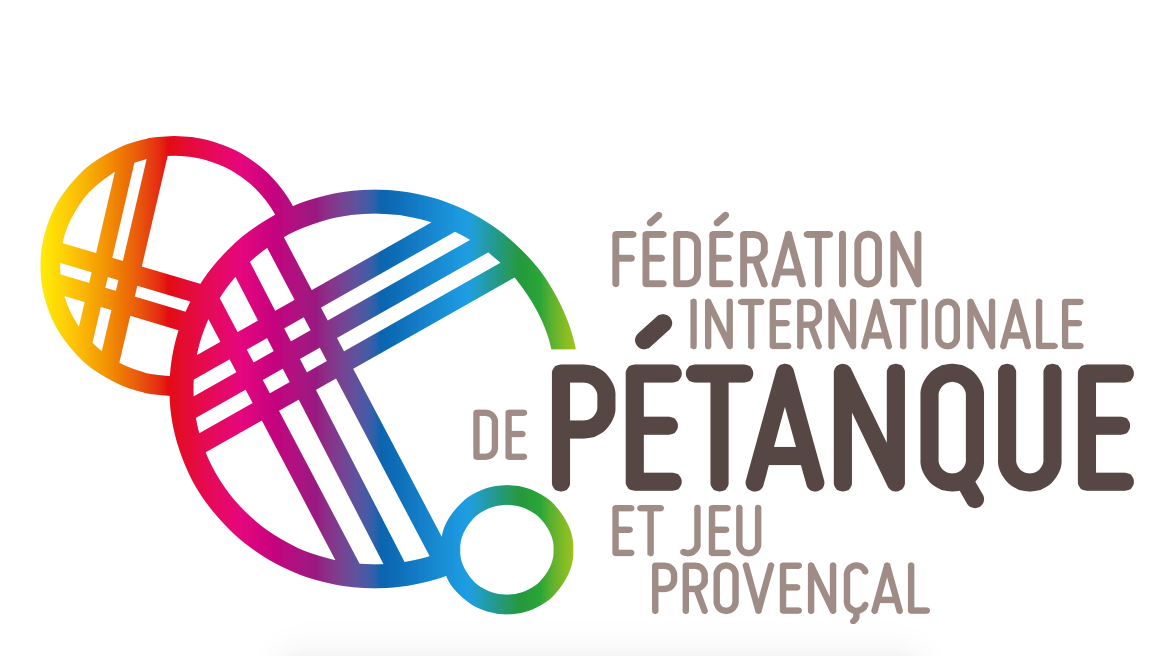 FÉDÉRATION
INTERNATIONALE
DE PÉTANQUE
ET JEU
PROVENÇAL